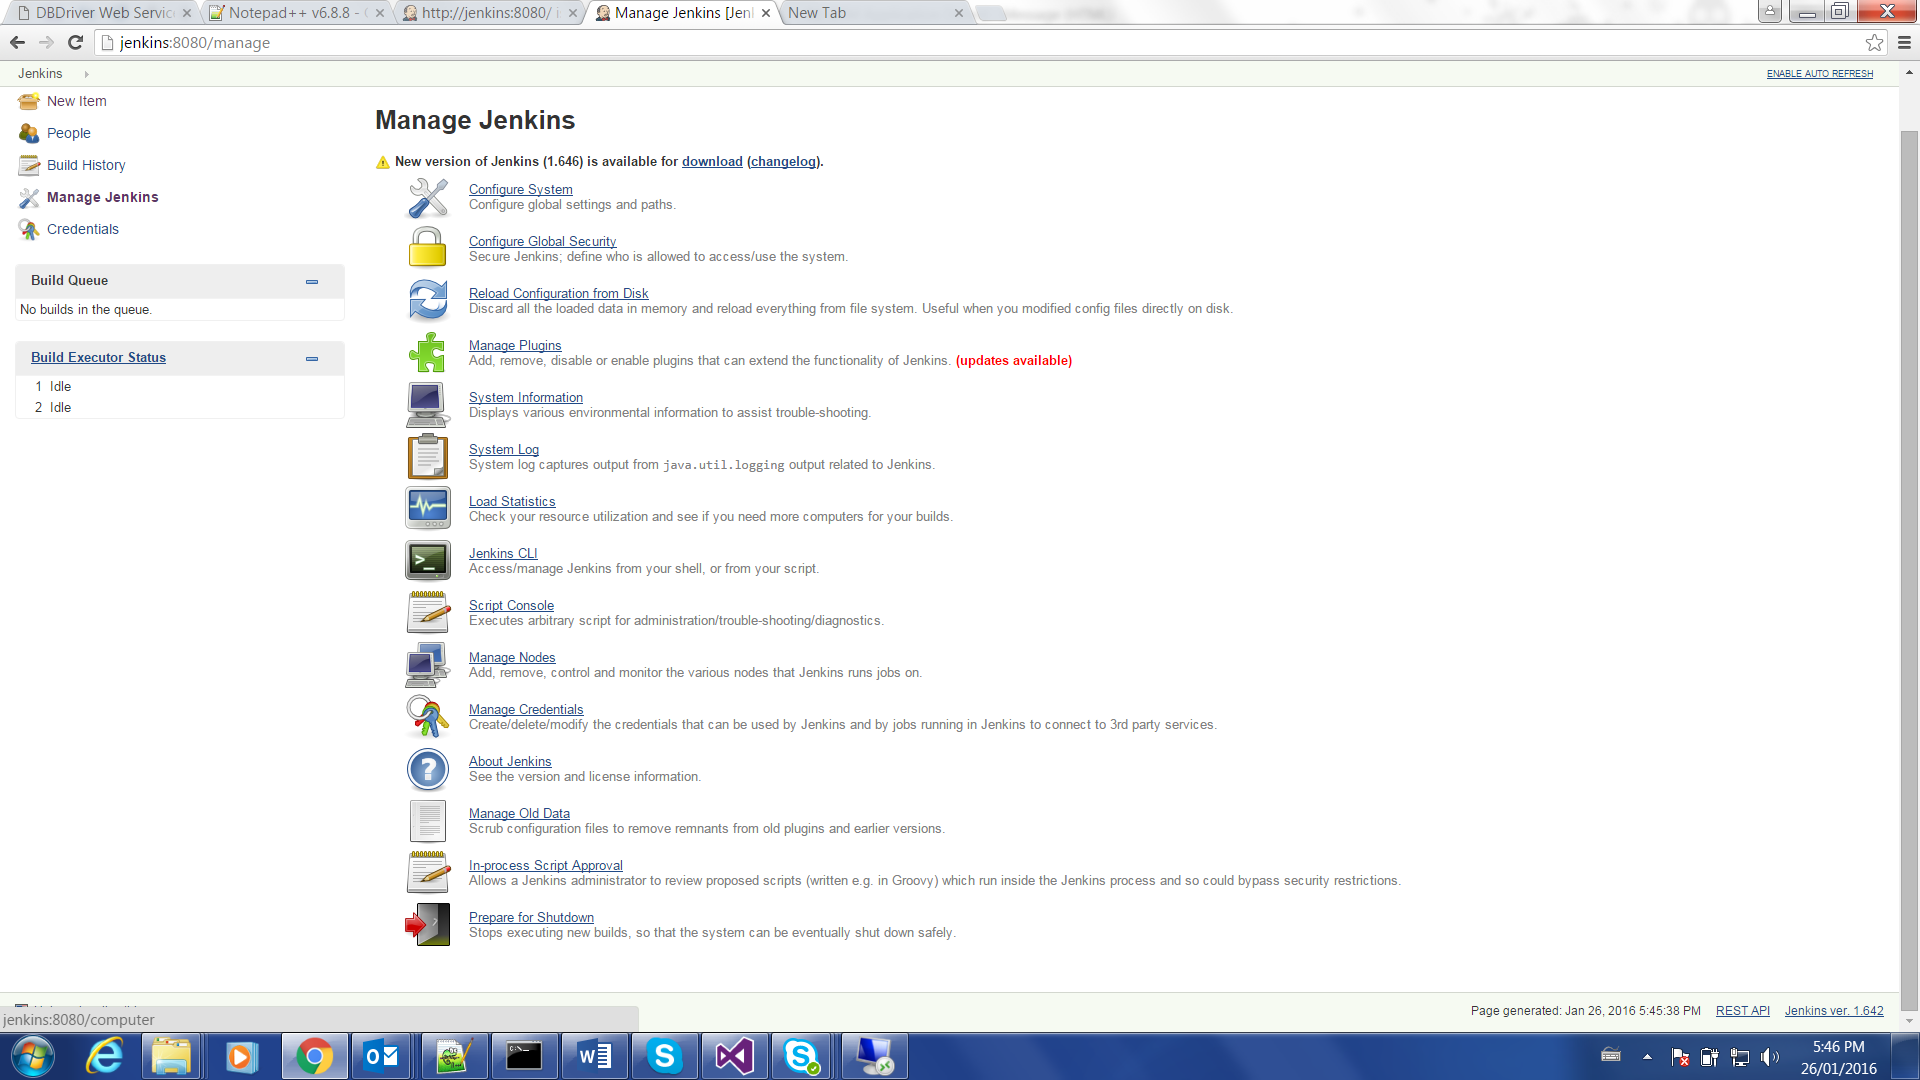 DBDriver Web Servic
Notepad++ v6.8.8 -
http://jenkins:8080/
Manage Jenkins [Jen
New Tab
jenkins:8080/manage
Jenkins
ENABLE AUTO REFRESH
New Item
People
Build History
Manage Jenkins
Credentials
Build Queue
No builds in the queue.
Build Executor Status
1 Idle
2 Idle
Manage Jenkins
New version of Jenkins (1.646) is available for download (changelog).
Configure System
Configure global settings and paths.
Configure Global Security
Secure Jenkins; define who is allowed to access/use the system.
Reload Configuration from Disk
Discard all the loaded data in memory and reload everything from file system. Useful when you modified config files directly on disk.
Manage Plugins
Add, remove, disable or enable plugins that can extend the functionality of Jenkins. (updates available)
System Information
Displays various environmental information to assist trouble-shooting.
System Log
System log captures output from java.util.logging output related to Jenkins.
Load Statistics
Check your resource utilization and see if you need more computers for your builds.
Jenkins CLI
Access/manage Jenkins from your shell, or from your script.
Script Console
Executes arbitrary script for administration/trouble-shooting/diagnostics.
Manage Nodes
Add, remove, control and monitor the various nodes that Jenkins runs jobs on.
Manage Credentials
Create/delete/modify the credentials that can be used by Jenkins and by jobs running in Jenkins to connect to 3rd party services.
About Jenkins
See the version and license information.
Manage Old Data
Scrub configuration files to remove remnants from old plugins and earlier versions.
In-process Script Approval
Allows a Jenkins administrator to review proposed scripts (written e.g. in Groovy) which run inside the Jenkins process and so could bypass security restrictions.
Prepare for Shutdown
Stops executing new builds, so that the system can be eventually shut down safely.
Page generated: Jan 26, 2016 5:45:38 PM
REST API
Jenkins ver. 1.642
jenkins:8080/computer
5:46 PM
26/01/2016